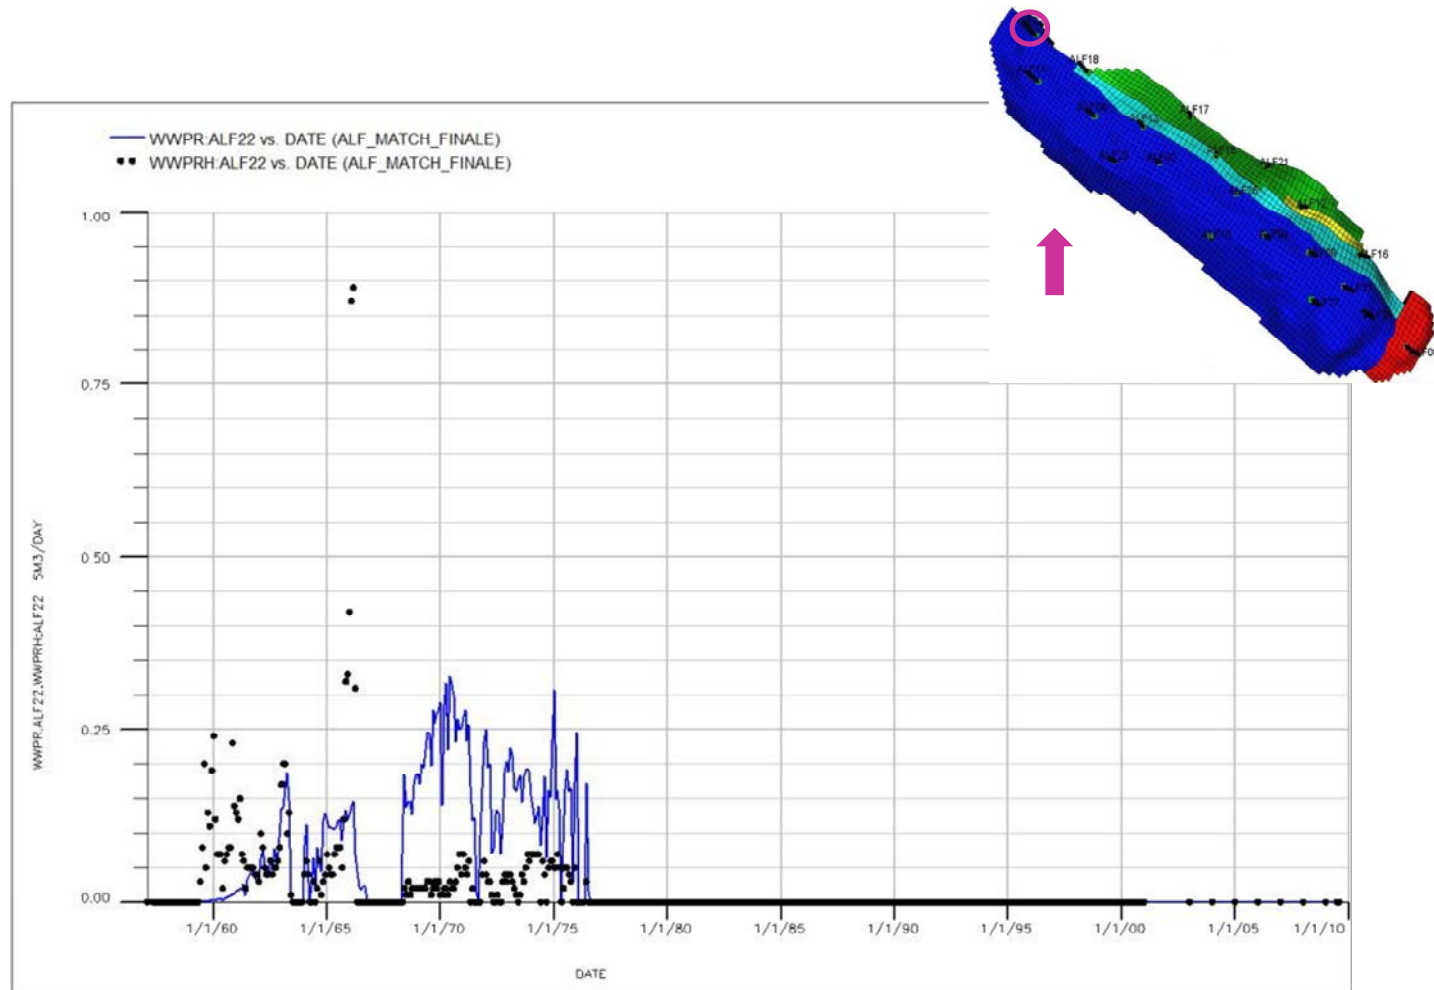 WWPR:ALF22 vs. DATE (ALF_MATCH_FINALE)
WWPRH:ALF22 vs. DATE (ALF_MATCH_FINALE)
ALF18
ALF17
ALF21
ALF12
ALF16
1.00
0.75
0.50
0.25
0.00
WWPR:ALF22,WWPRH:ALF22 SM3/DAY
1/1/60
1/1/65
1/1/70
1/1/75
1/1/80
1/1/85
1/1/90
1/1/95
1/1/00
1/1/05
1/1/10
DATE